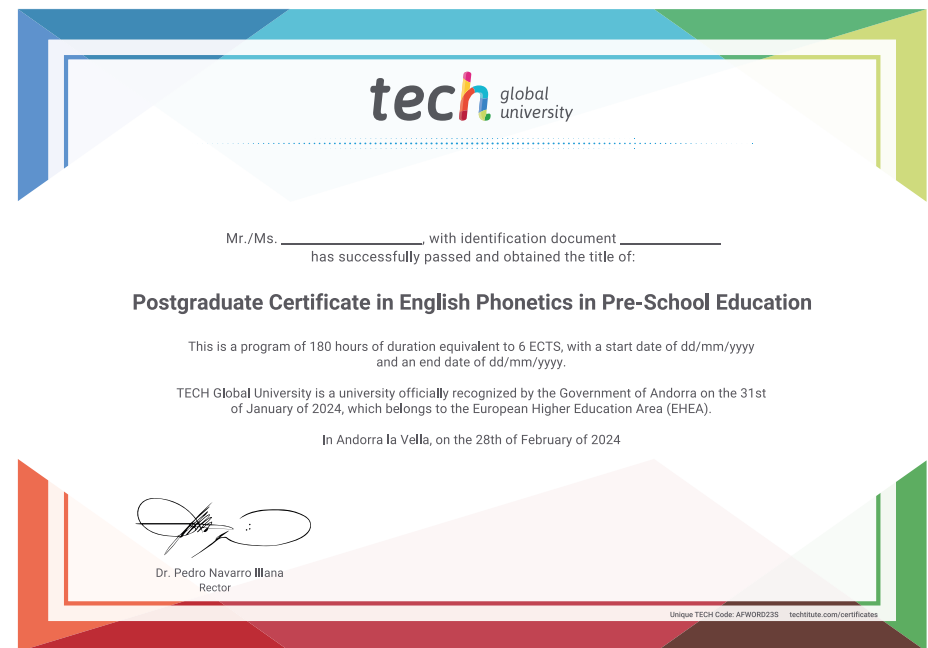 tech global university
Mr./Ms. ____________, with identification document ____________
has successfully passed and obtained the title of:
Postgraduate Certificate in English Phonetics in Pre-School Education
This is a program of 180 hours of duration equivalent to 6 ECTS, with a start date of dd/mm/yyyy
and an end date of dd/mm/yyyy.
TECH Global University is a university officially recognized by the Government of Andorra on the 31st
of January of 2024, which belongs to the European Higher Education Area (EHEA).
In Andorra la Vella, on the 28th of February of 2024
Dr. Pedro Navarro Illana
Rector
Unique TECH Code: AFWORD23S techtitute.com/certificates